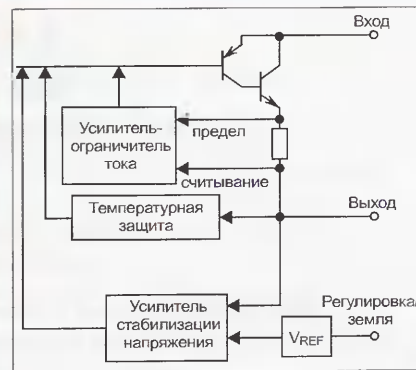 Вход
Усилитель-
ограничитель
тока
предел
считывание
Температурная
защита
Выход
Усилитель
стабилизации
напряжения
Регулировка/
земля
VREF